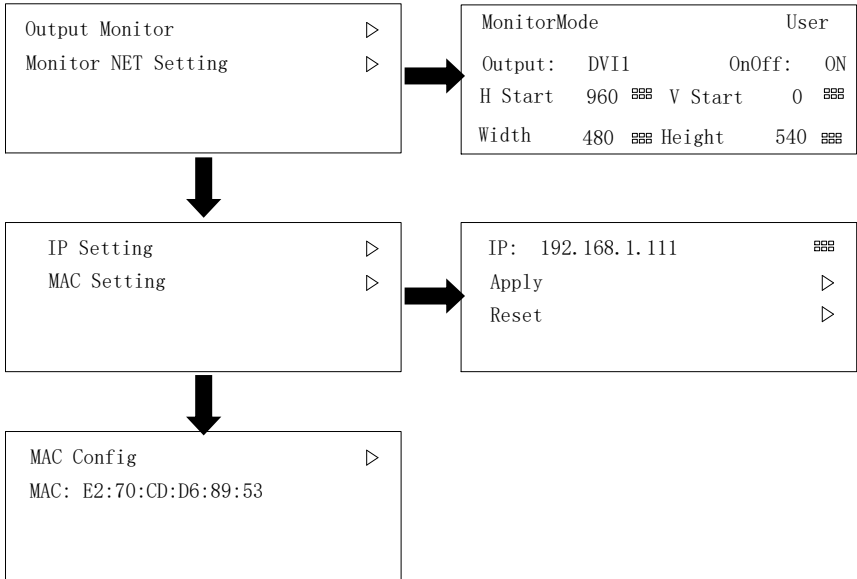 Output Monitor
Monitor NET Setting
MonitorMode User
Output: DVI1 OnOff: ON
H Start 960 V Start 0
Width 480 Height 540
IP Setting
MAC Setting
IP: 192.168.1.111
Apply
Reset
MAC Config
MAC: E2:70:CD:D6:89:53